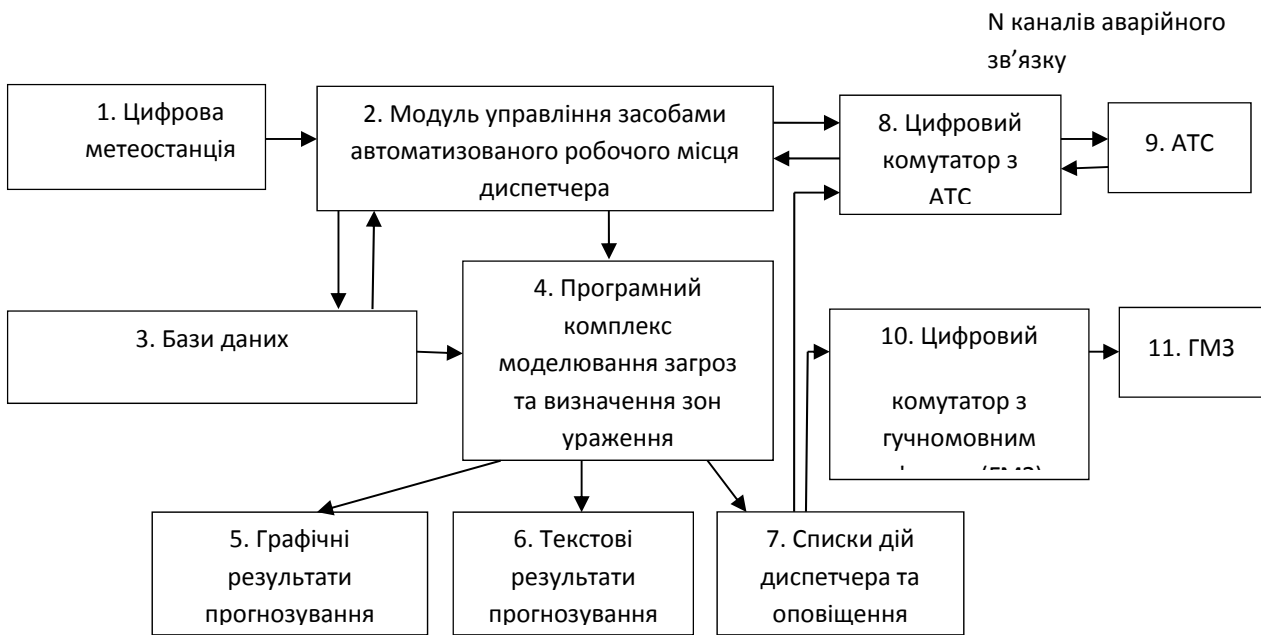 N каналів аварійного
зв’язку
1. Цифрова
метеостанція
2. Модуль управління засобами
автоматизованого робочого місця
диспетчера
8. Цифровий
комутатор з
АТС
9. АТС
3. Бази даних
4. Програмний
комплекс
моделювання загроз
та визначення зон
ураження
10. Цифровий
комутатор з
гучномовним
11. ГМЗ
5. Графічні
результати
прогнозування
6. Текстові
результати
прогнозування
7. Списки дій
диспетчера та
оповіщення